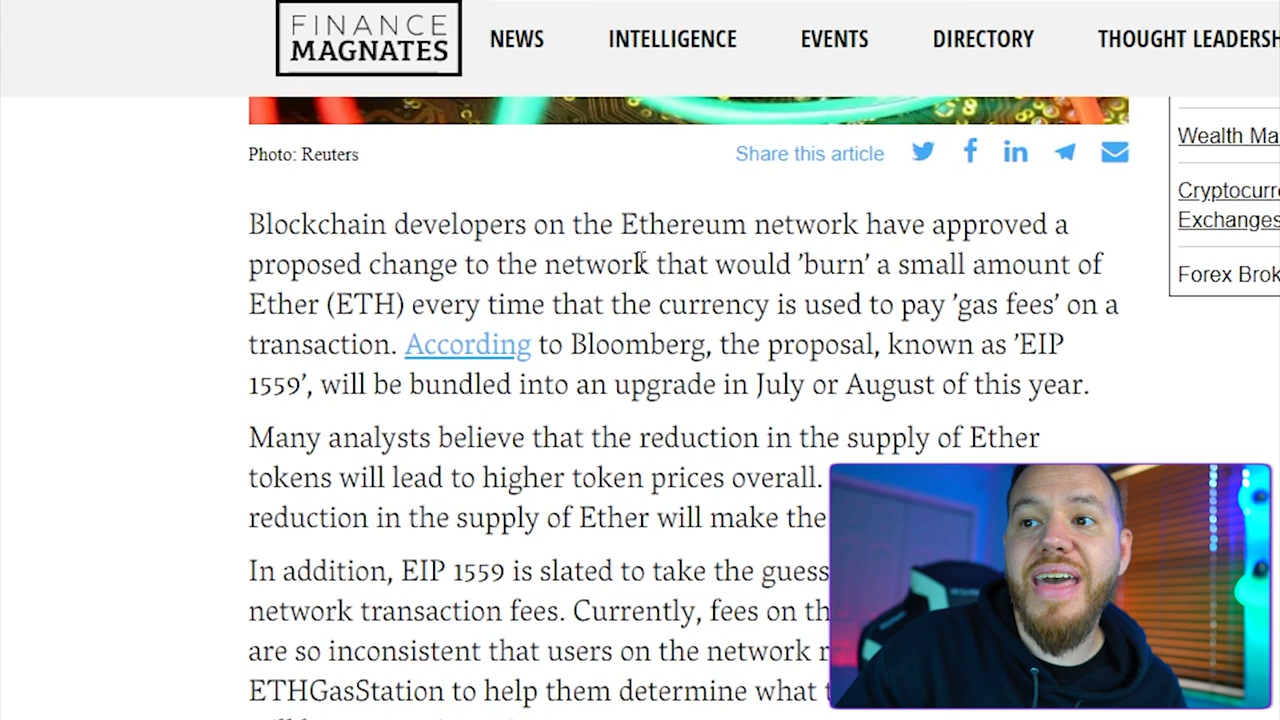 FINANCE
MAGNATES
NEWS
INTELLIGENCE
EVENTS
DIRECTORY
THOUGHT LEADERSH
Photo: Reuters
Share this article
Wealth Ma
Cryptocurre
Exchanges
Forex Brok
Blockchain developers on the Ethereum network have approved a
proposed change to the network that would 'burn' a small amount of
Ether (ETH) every time that the currency is used to pay 'gas fees' on a
transaction. According to Bloomberg, the proposal, known as 'EIP
1559', will be bundled into an upgrade in July or August of this year.
Many analysts believe that the reduction in the supply of Ether
tokens will lead to higher token prices overall.
reduction in the supply of Ether will make the
In addition, EIP 1559 is slated to take the guess
network transaction fees. Currently, fees on th
are so inconsistent that users on the network r
ETHGasStation to help them determine what t